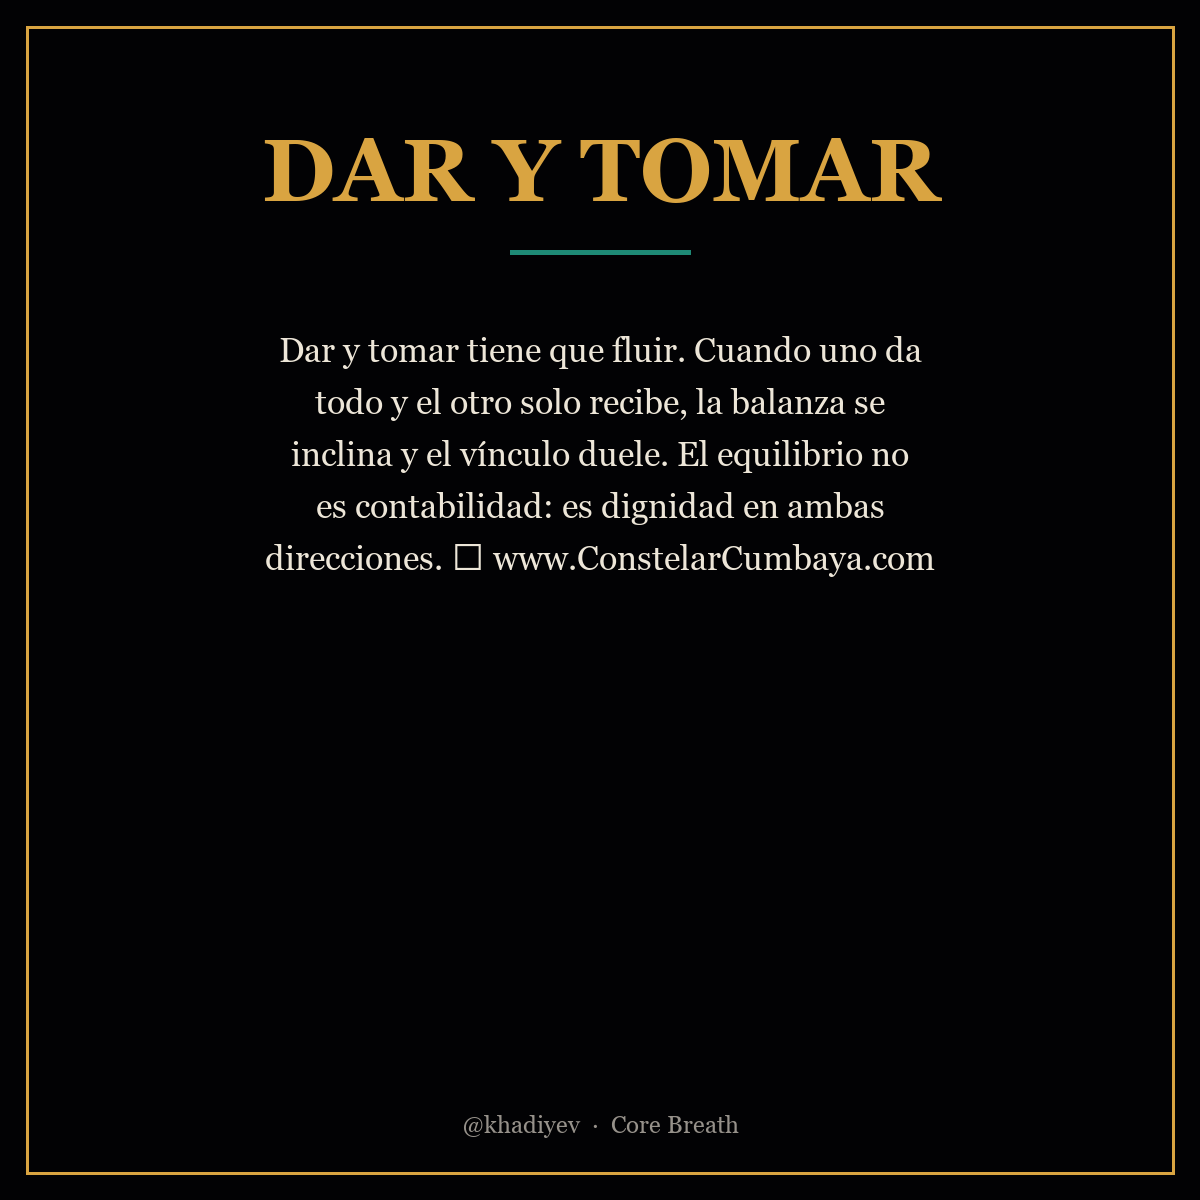 DAR Y TOMAR
Dar y tomar tiene que fluir. Cuando uno da
todo y el otro solo recibe, la balanza se
inclina y el vínculo duele. El equilibrio no
es contabilidad: es dignidad en ambas
direcciones. □ www.ConstelarCumbaya.com
@khadiyev · Core Breath